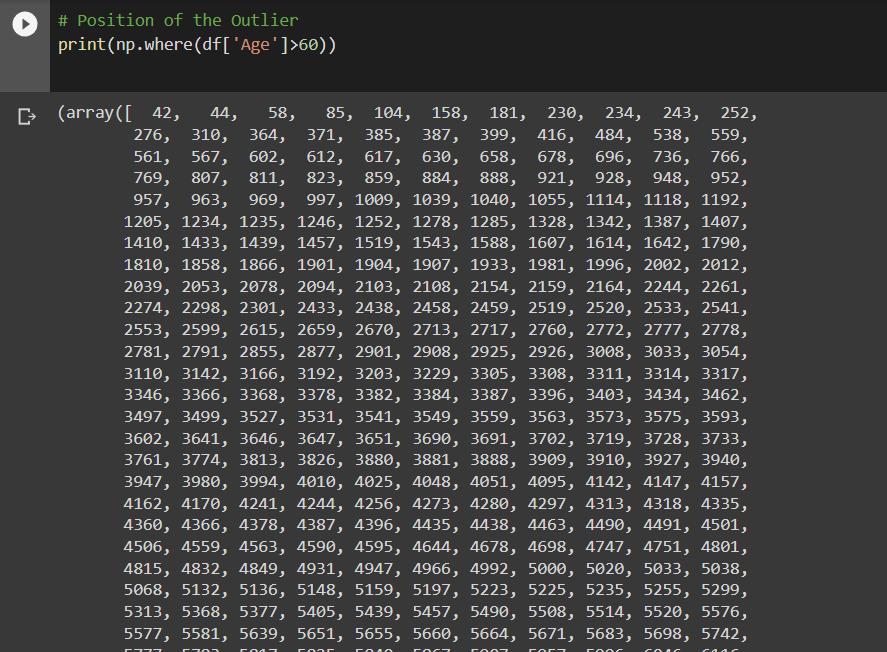 # Position of the Outlier
print(np.where(df['Age']>60))
(array([  42,   44,   58,   85,  104,  158,  181,  230,  234,  243,  252,
276,  310,  364,  371,  385,  387,  399,  416,  484,  538,  559,
561,  567,  602,  612,  617,  630,  658,  678,  696,  736,  766,
769,  807,  811,  823,  859,  884,  888,  921,  928,  948,  952,
957,  963,  969,  997, 1009, 1039, 1040, 1055, 1114, 1118, 1192,
1205, 1234, 1235, 1246, 1252, 1278, 1285, 1328, 1342, 1387, 1407,
1410, 1433, 1439, 1457, 1519, 1543, 1588, 1607, 1614, 1642, 1790,
1810, 1858, 1866, 1901, 1904, 1907, 1933, 1981, 1996, 2002, 2012,
2039, 2053, 2078, 2094, 2103, 2108, 2154, 2159, 2164, 2244, 2261,
2274, 2298, 2301, 2433, 2438, 2458, 2459, 2519, 2520, 2533, 2541,
2553, 2599, 2615, 2659, 2670, 2713, 2717, 2760, 2772, 2777, 2778,
2781, 2791, 2855, 2877, 2901, 2908, 2925, 2926, 3008, 3033, 3054,
3110, 3142, 3166, 3192, 3203, 3229, 3305, 3308, 3311, 3314, 3317,
3346, 3366, 3368, 3378, 3382, 3384, 3387, 3396, 3403, 3434, 3462,
3497, 3499, 3527, 3531, 3541, 3549, 3559, 3563, 3573, 3575, 3593,
3602, 3641, 3646, 3647, 3651, 3690, 3691, 3702, 3719, 3728, 3733,
3761, 3774, 3813, 3826, 3880, 3881, 3888, 3909, 3910, 3927, 3940,
3947, 3980, 3994, 4010, 4025, 4048, 4051, 4095, 4142, 4147, 4157,
4162, 4170, 4241, 4244, 4256, 4273, 4280, 4297, 4313, 4318, 4335,
4360, 4366, 4378, 4387, 4396, 4435, 4438, 4463, 4490, 4491, 4501,
4506, 4559, 4563, 4590, 4595, 4644, 4678, 4698, 4747, 4751, 4801,
4815, 4832, 4849, 4931, 4947, 4966, 4992, 5000, 5020, 5033, 5038,
5068, 5132, 5136, 5148, 5159, 5197, 5223, 5225, 5235, 5255, 5299,
5313, 5368, 5377, 5405, 5439, 5457, 5490, 5508, 5514, 5520, 5576,
5577, 5581, 5639, 5651, 5655, 5660, 5664, 5671, 5683, 5698, 5742,